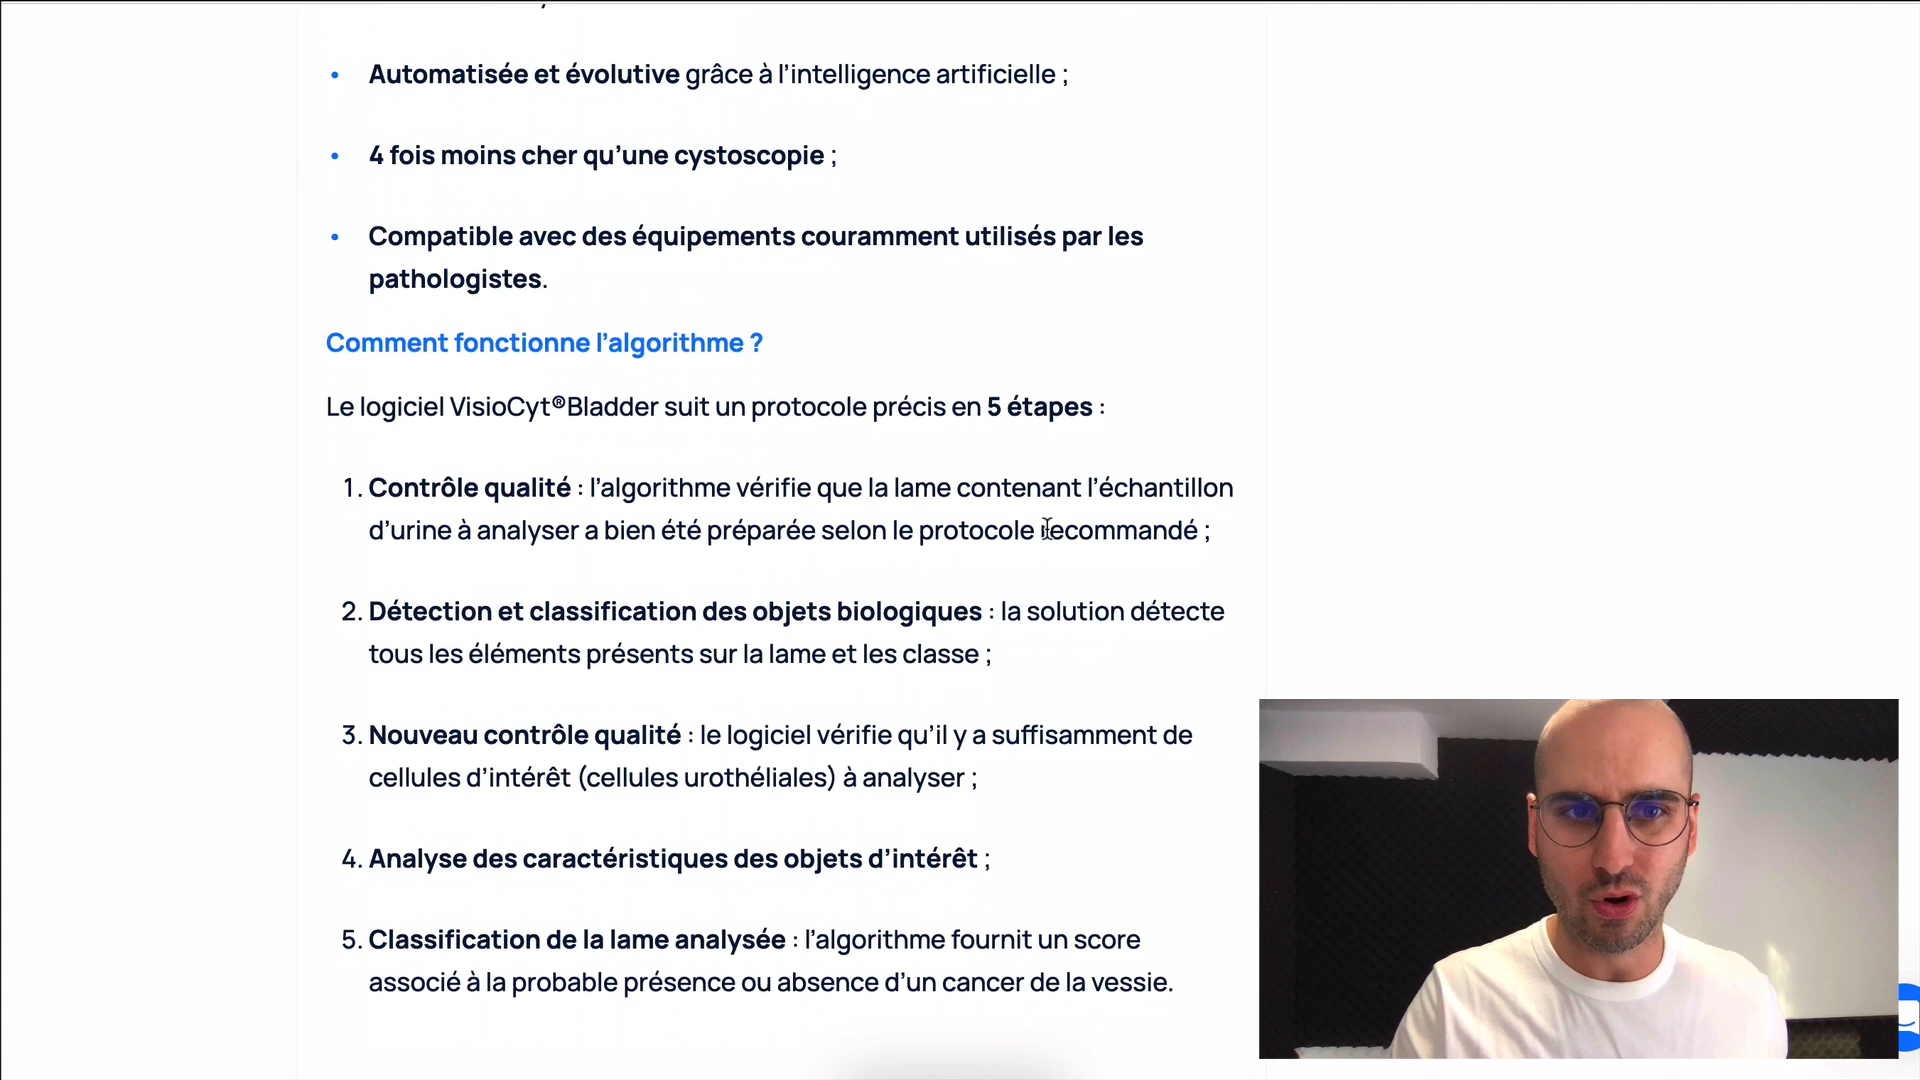 • Automatisée et évolutive grâce à l’intelligence artificielle ;
• 4 fois moins cher qu’une cystoscopie ;
• Compatible avec des équipements couramment utilisés par les
pathologistes.
Comment fonctionne l’algorithme ?
Le logiciel VisioCyt®Bladder suit un protocole précis en 5 étapes :
1. Contrôle qualité : l’algorithme vérifie que la lame contenant l’échantillon
d’urine à analyser a bien été préparée selon le protocole recommandé ;
2. Détection et classification des objets biologiques : la solution détecte
tous les éléments présents sur la lame et les classe ;
3. Nouveau contrôle qualité : le logiciel vérifie qu’il y a suffisamment de
cellules d’intérêt (cellules urothéliales) à analyser ;
4. Analyse des caractéristiques des objets d’intérêt ;
5. Classification de la lame analysée : l’algorithme fournit un score
associé à la probable présence ou absence d’un cancer de la vessie.